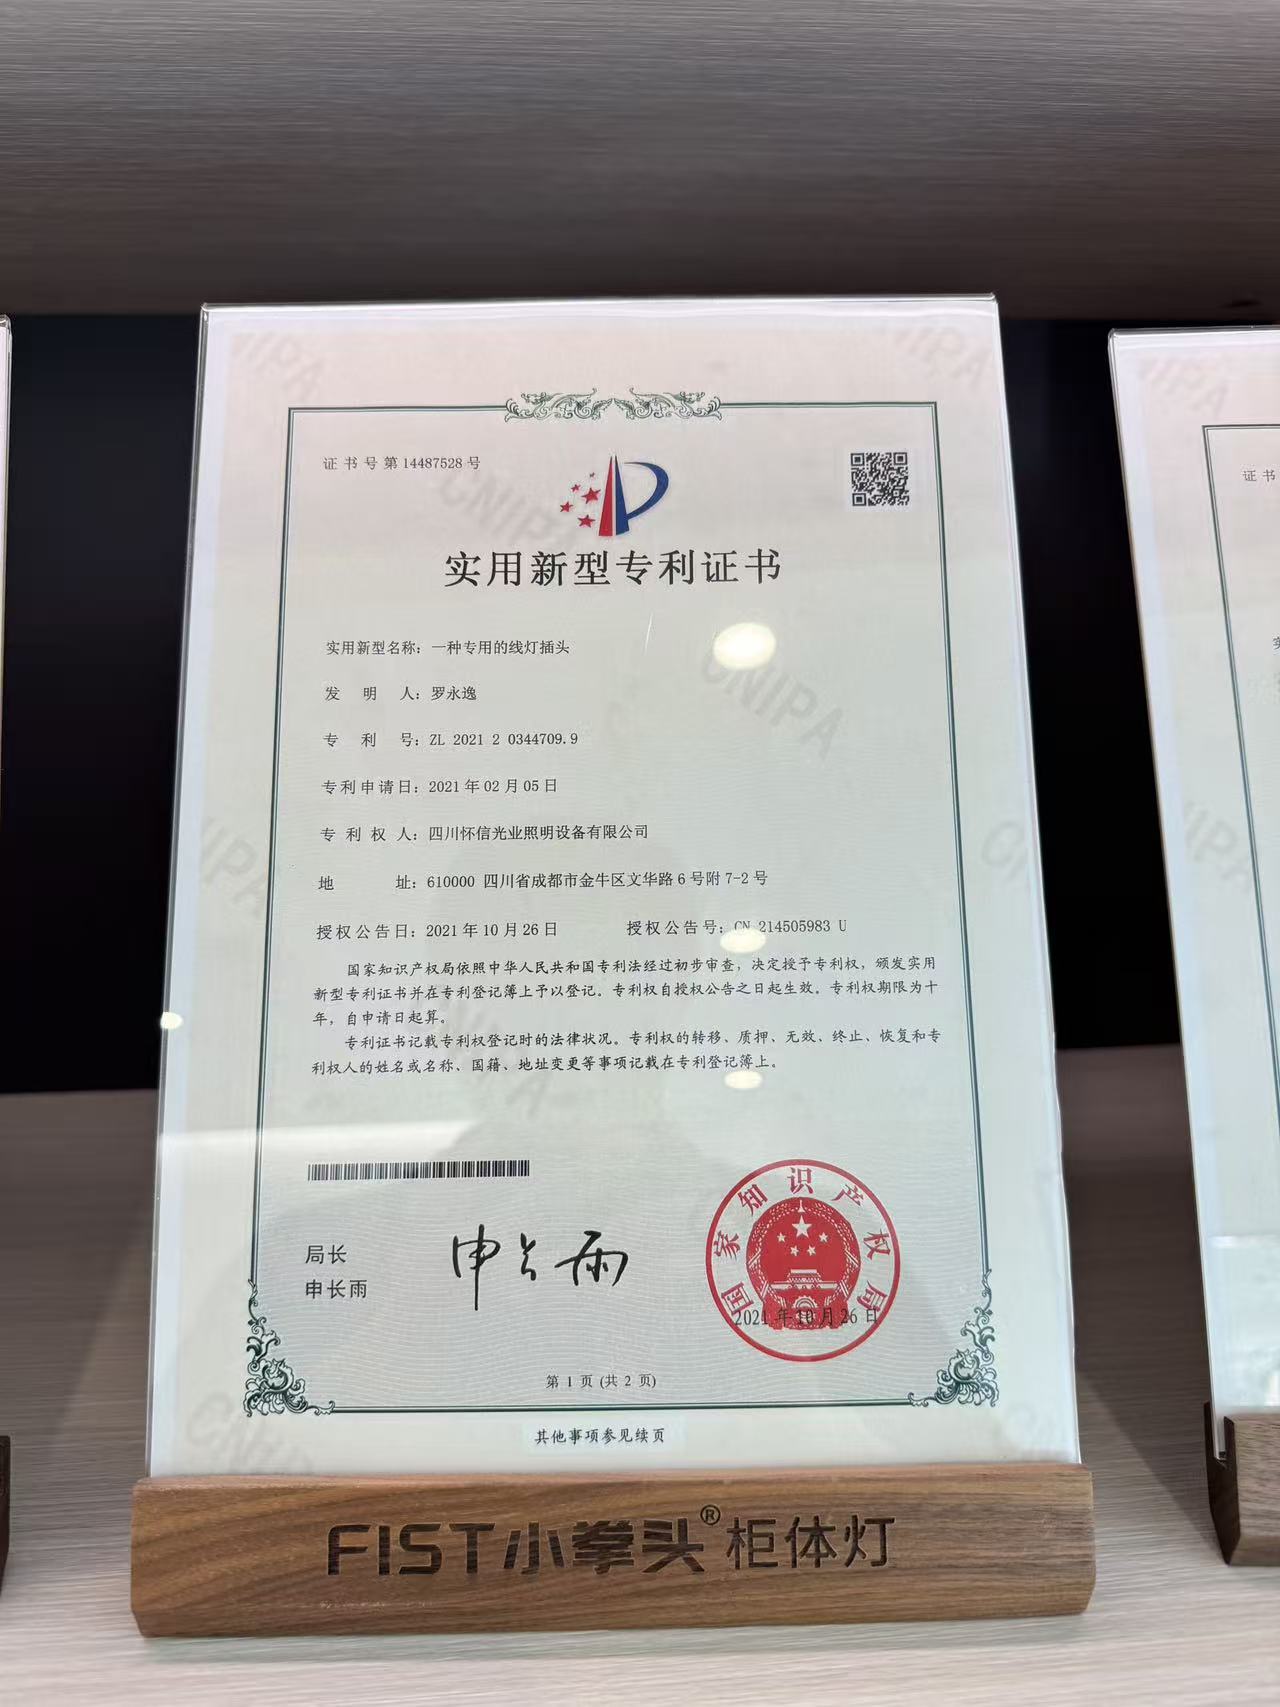 证书号第14487528号
实用新型专利证书
实用新型名称：一种专用的线灯插头
发明人：罗永逸
专利号：ZL 2021 2 0344709.9
专利申请日：2021年02月05日
专利权人：四川怀信光业照明设备有限公司
地址：610000 四川省成都市金牛区文华路6号附7-2号
授权公告日：2021年10月26日 授权公告号：CN 214505983 U
国家知识产权局依照中华人民共和国专利法经过初步审查，决定授予专利权，颁发实用
新型专利证书并在专利登记簿上予以登记。专利权自授权公告之日起生效。专利权期限为十
年，自申请日起算。
专利证书记载专利权登记时的法律状况。专利权的转移、质押、无效、终止、恢复和专
利权人的姓名或名称、国籍、地址变更等事项记载在专利登记簿上。
局长
申长雨
申长雨
国家知识产权局
2021年10月26日
第 1 页 (共 2 页)
其他事项参见续页
FIST小拳头®柜体灯
证书
CNIPA